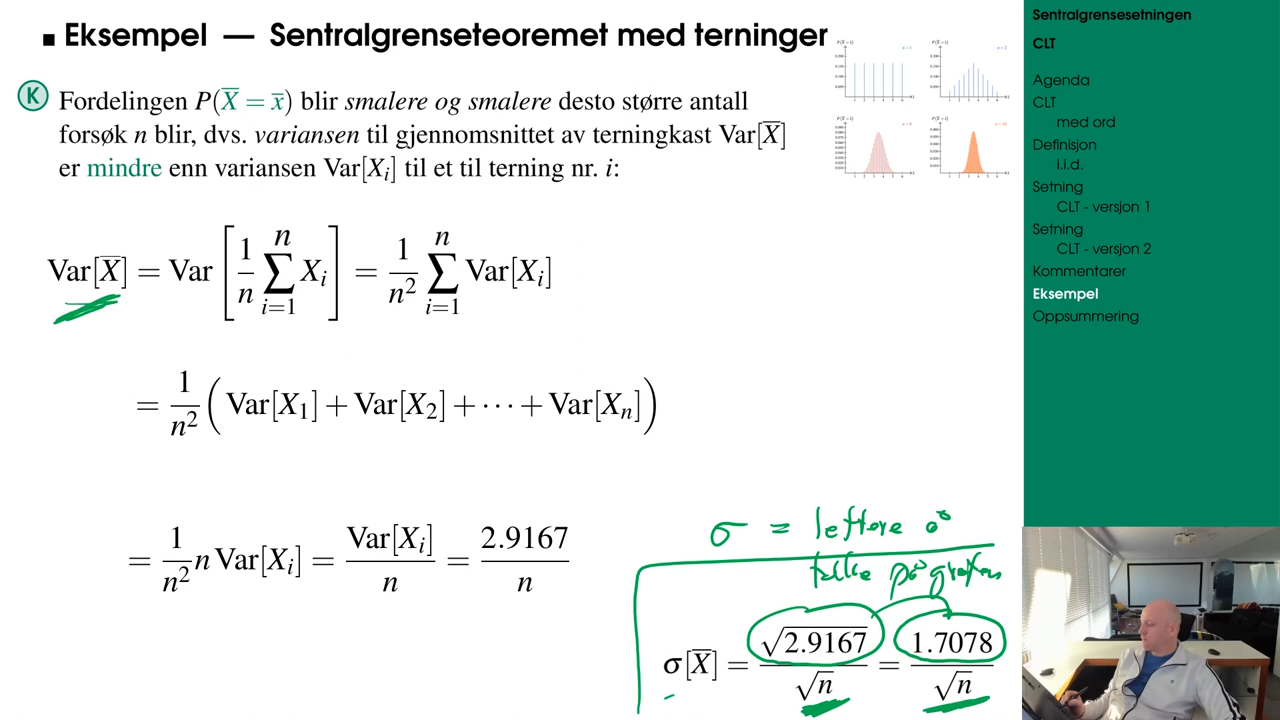 Eksempel — Sentralgrenseteoremet med terninger
K Fordelingen P(X̅ = x̅) blir smalere og smalere desto større antall
forsøk n blir, dvs. variansen til gjennomsnittet av terningkast Var[X̅]
er mindre enn variansen Var[Xᵢ] til et til terning nr. i:
Var[X̅] = Var [ 1/n ∑ᵢ₌₁ⁿ Xᵢ ] = 1/n² ∑ᵢ₌₁ⁿ Var[Xᵢ]
= 1/n² ( Var[X₁] + Var[X₂] + ⋯ + Var[Xₙ] )
= 1/n² n Var[Xᵢ] = Var[Xᵢ]/n = 2.9167/n
σ = lettere å
tolke på grafen
σ[X̅] = √2.9167/√n = 1.7078/√n
Sentralgrensesetningen
CLT
Agenda
CLT
med ord
Definisjon
i.i.d.
Setning
CLT - versjon 1
Setning
CLT - versjon 2
Kommentarer
Eksempel
Oppsummering